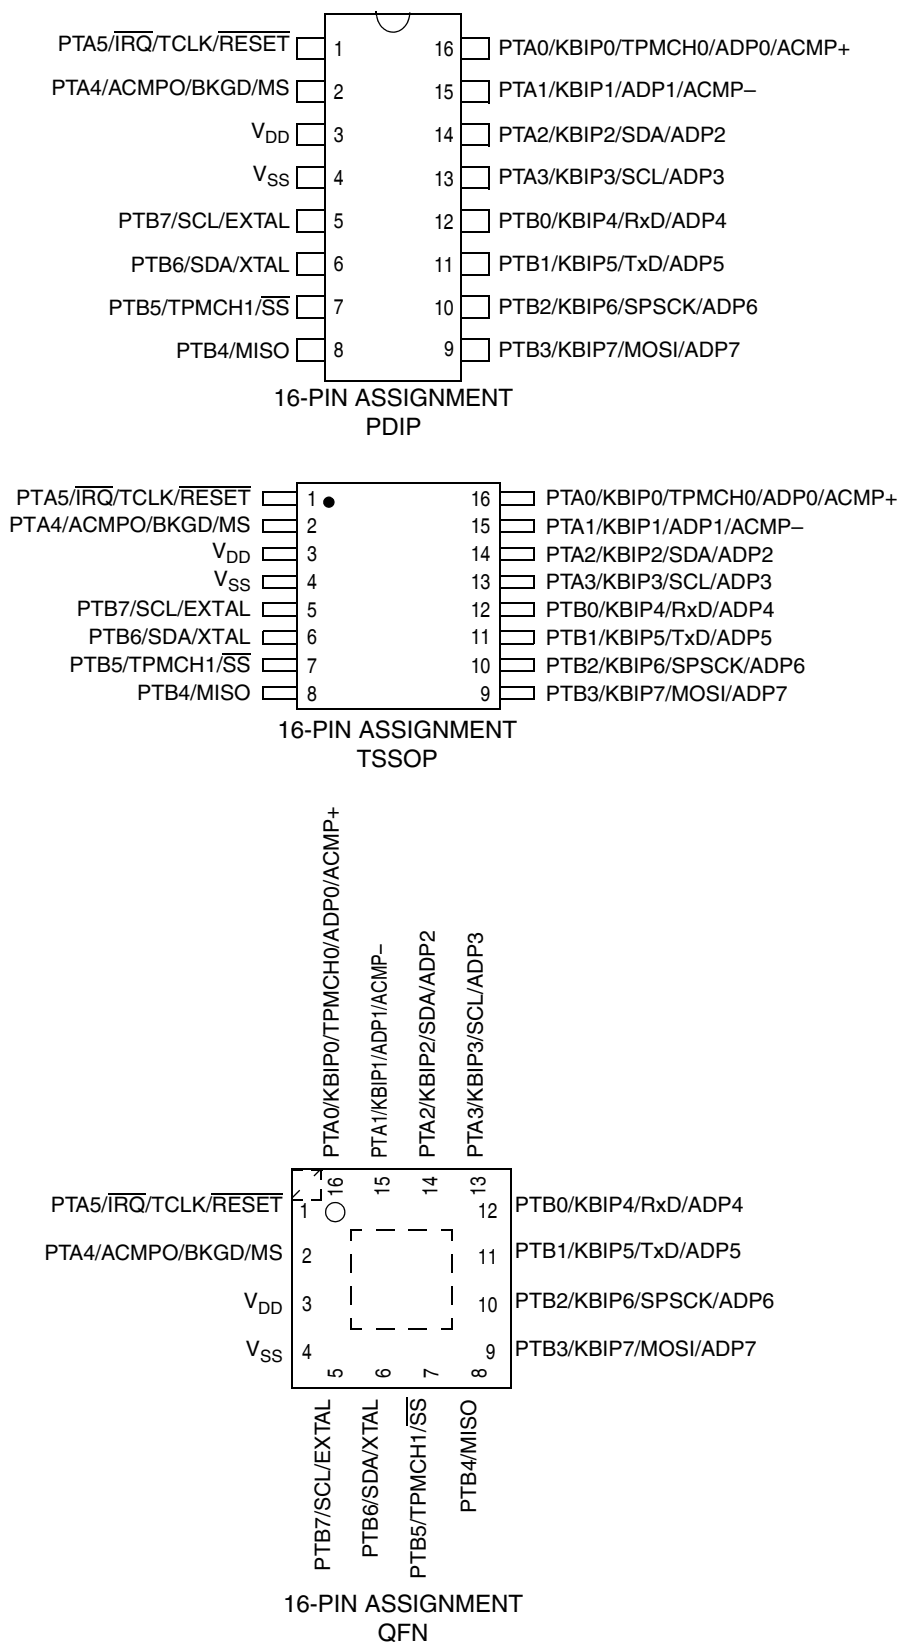 PTA5/IRQ/TCLK/RESET 1 16 PTA0/KBIP0/TPMCH0/ADP0/ACMP+
PTA4/ACMPO/BKGD/MS 2 15 PTA1/KBIP1/ADP1/ACMP–
VDD 3 14 PTA2/KBIP2/SDA/ADP2
VSS 4 13 PTA3/KBIP3/SCL/ADP3
PTB7/SCL/EXTAL 5 12 PTB0/KBIP4/RxD/ADP4
PTB6/SDA/XTAL 6 11 PTB1/KBIP5/TxD/ADP5
PTB5/TPMCH1/SS 7 10 PTB2/KBIP6/SPSCK/ADP6
PTB4/MISO 8 9 PTB3/KBIP7/MOSI/ADP7
16-PIN ASSIGNMENT
PDIP
PTA5/IRQ/TCLK/RESET 1 16 PTA0/KBIP0/TPMCH0/ADP0/ACMP+
PTA4/ACMPO/BKGD/MS 2 15 PTA1/KBIP1/ADP1/ACMP–
VDD 3 14 PTA2/KBIP2/SDA/ADP2
VSS 4 13 PTA3/KBIP3/SCL/ADP3
PTB7/SCL/EXTAL 5 12 PTB0/KBIP4/RxD/ADP4
PTB6/SDA/XTAL 6 11 PTB1/KBIP5/TxD/ADP5
PTB5/TPMCH1/SS 7 10 PTB2/KBIP6/SPSCK/ADP6
PTB4/MISO 8 9 PTB3/KBIP7/MOSI/ADP7
16-PIN ASSIGNMENT
TSSOP
PTA0/KBIP0/TPMCH0/ADP0/ACMP+
PTA1/KBIP1/ADP1/ACMP–
PTA2/KBIP2/SDA/ADP2
PTA3/KBIP3/SCL/ADP3
16 15 14 13
PTA5/IRQ/TCLK/RESET 1 12 PTB0/KBIP4/RxD/ADP4
PTA4/ACMPO/BKGD/MS 2 11 PTB1/KBIP5/TxD/ADP5
VDD 3 10 PTB2/KBIP6/SPSCK/ADP6
VSS 4 9 PTB3/KBIP7/MOSI/ADP7
5 6 7 8
PTB7/SCL/EXTAL
PTB6/SDA/XTAL
PTB5/TPMCH1/SS
PTB4/MISO
16-PIN ASSIGNMENT
QFN